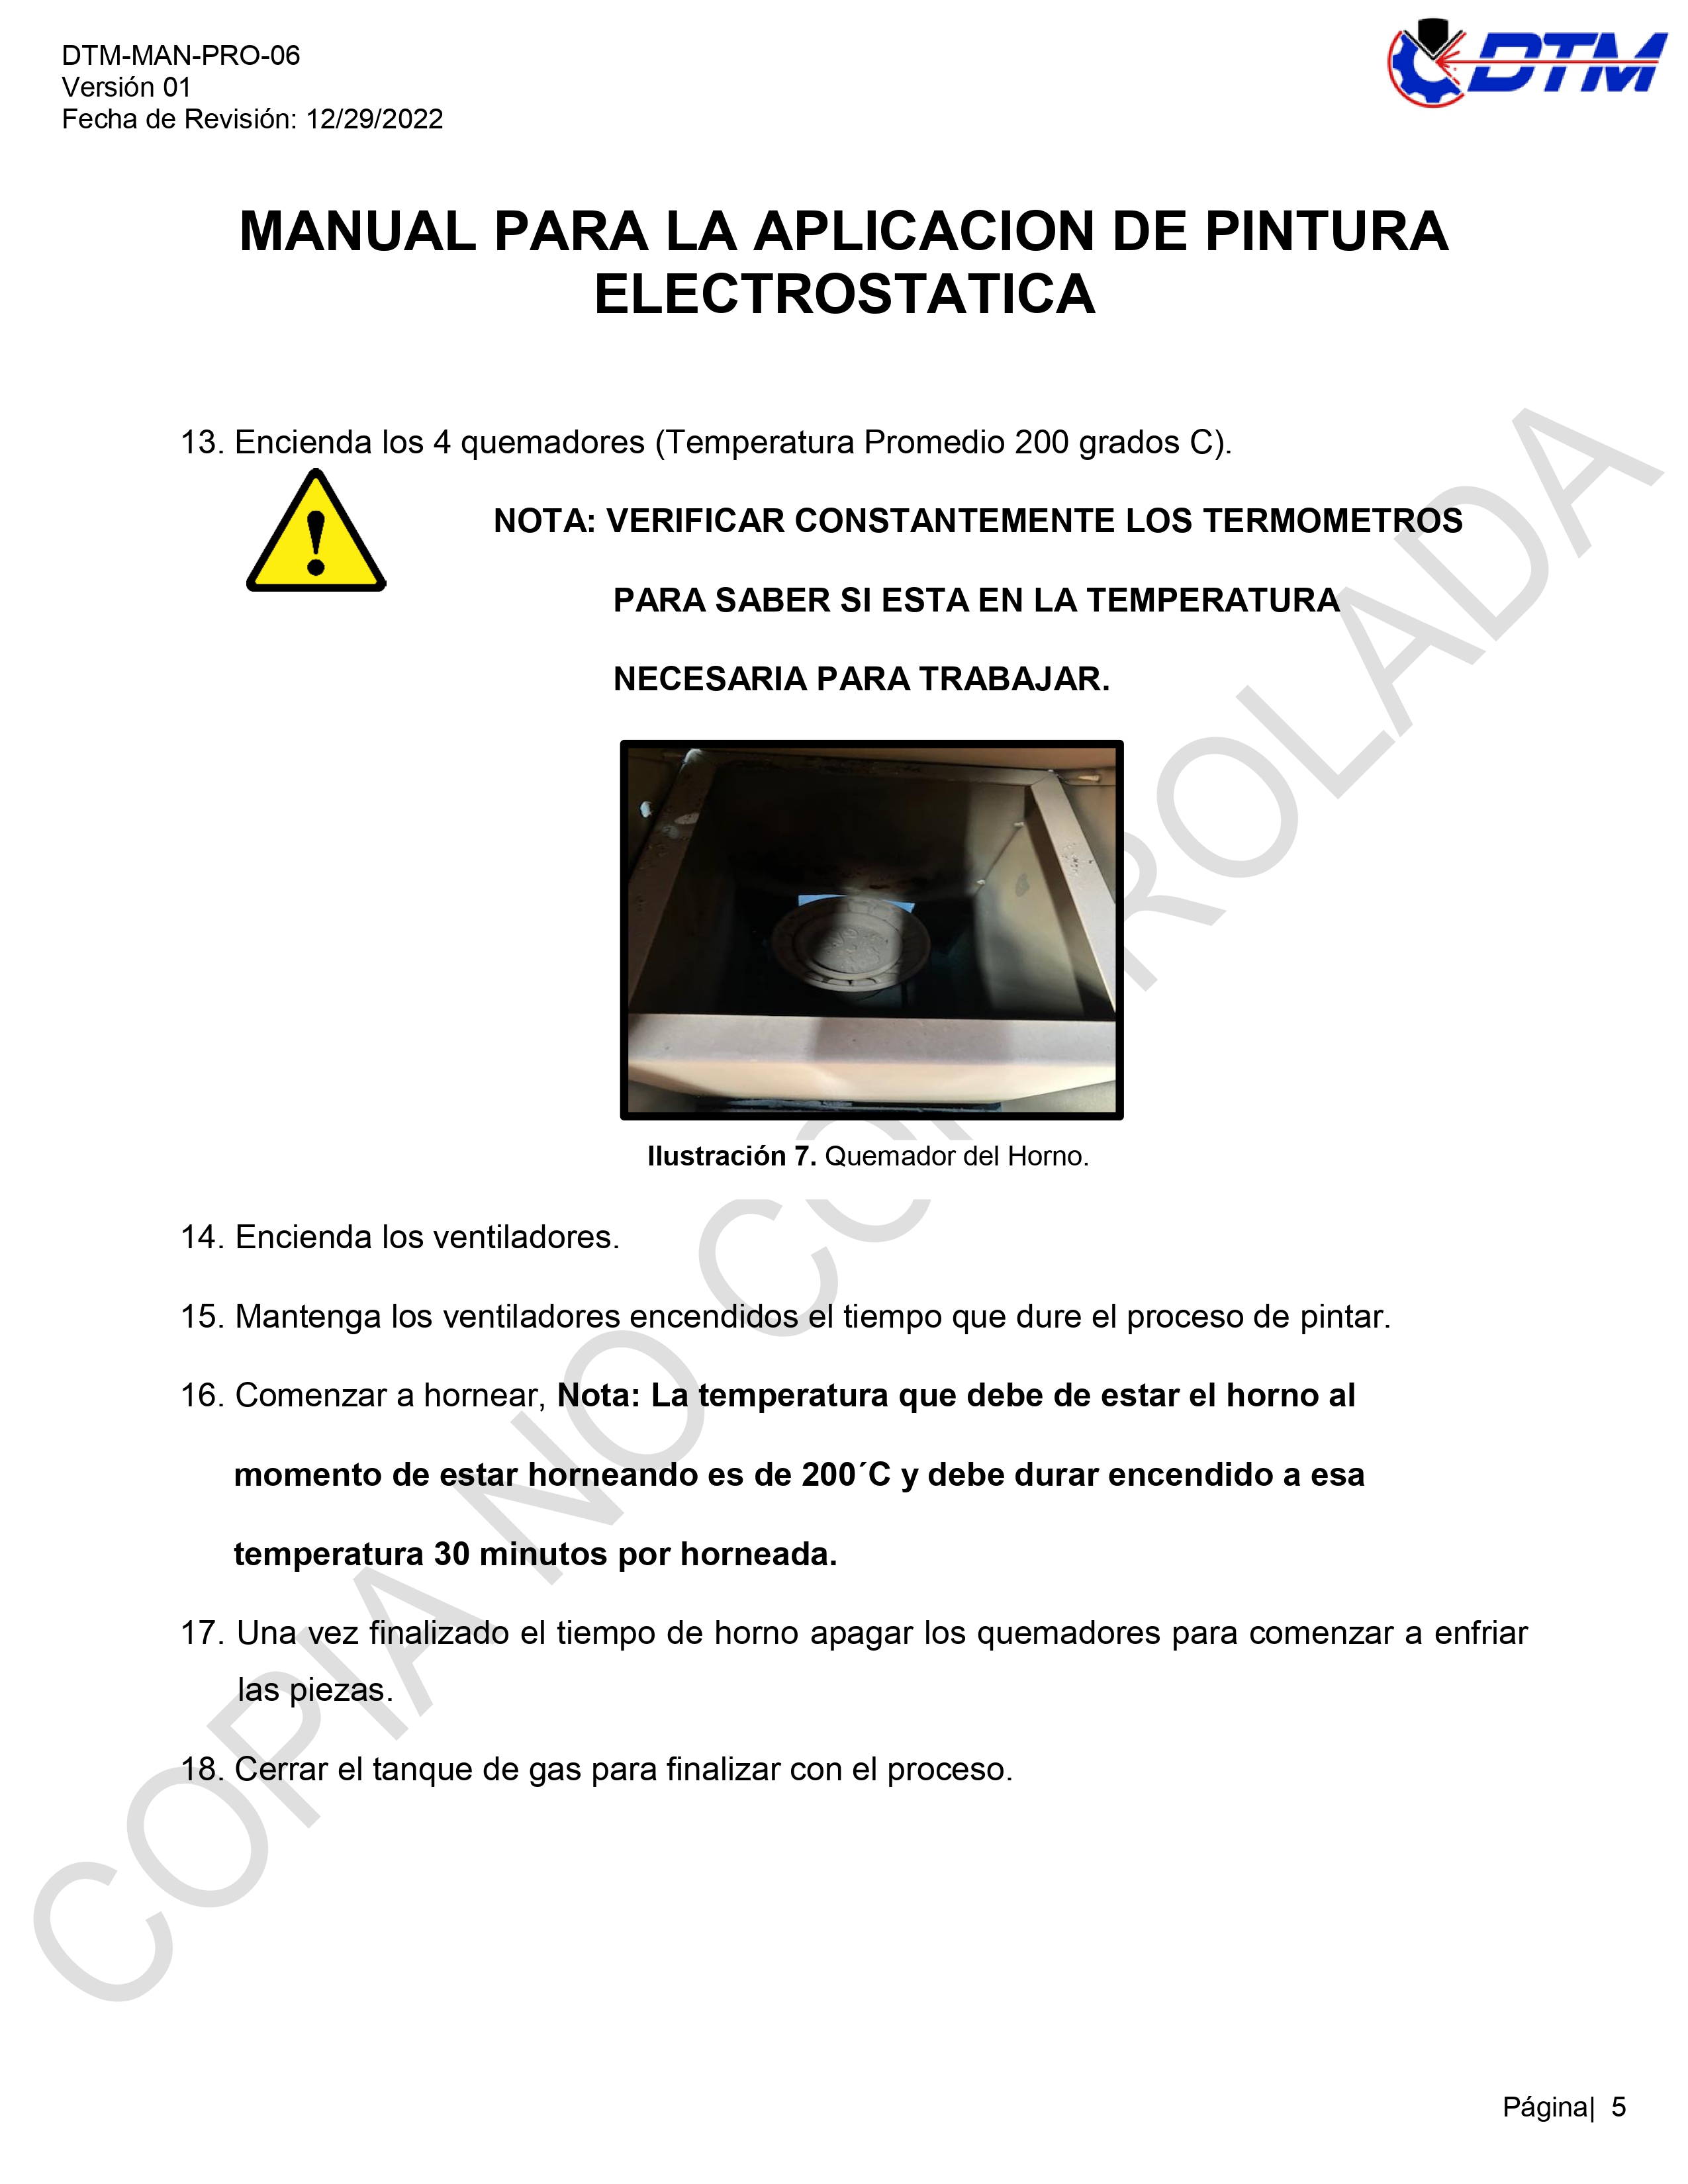 DTM-MAN-PRO-06
Versión 01
Fecha de Revisión: 12/29/2022
DTM
MANUAL PARA LA APLICACION DE PINTURA
ELECTROSTATICA
13. Encienda los 4 quemadores (Temperatura Promedio 200 grados C).
NOTA: VERIFICAR CONSTANTEMENTE LOS TERMOMETROS
PARA SABER SI ESTA EN LA TEMPERATURA
NECESARIA PARA TRABAJAR.
Ilustración 7. Quemador del Horno.
14. Encienda los ventiladores.
15. Mantenga los ventiladores encendidos el tiempo que dure el proceso de pintar.
16. Comenzar a hornear, Nota: La temperatura que debe de estar el horno al
momento de estar horneando es de 200´C y debe durar encendido a esa
temperatura 30 minutos por horneada.
17. Una vez finalizado el tiempo de horno apagar los quemadores para comenzar a enfriar
las piezas.
18. Cerrar el tanque de gas para finalizar con el proceso.
COPIA NO CONTROLADA
Página| 5